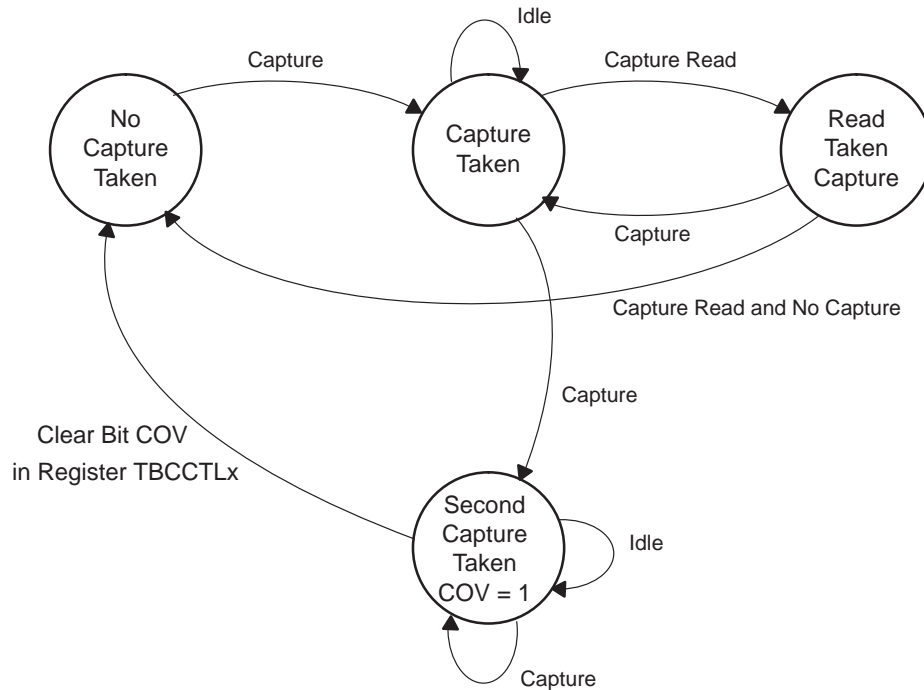 Idle
Capture
Capture Read
No
Capture
Taken
Capture
Taken
Read
Taken
Capture
Capture
Capture Read and No Capture
Capture
Clear Bit COV
in Register TBCCTLx
Second
Capture
Taken
COV = 1
Idle
Capture